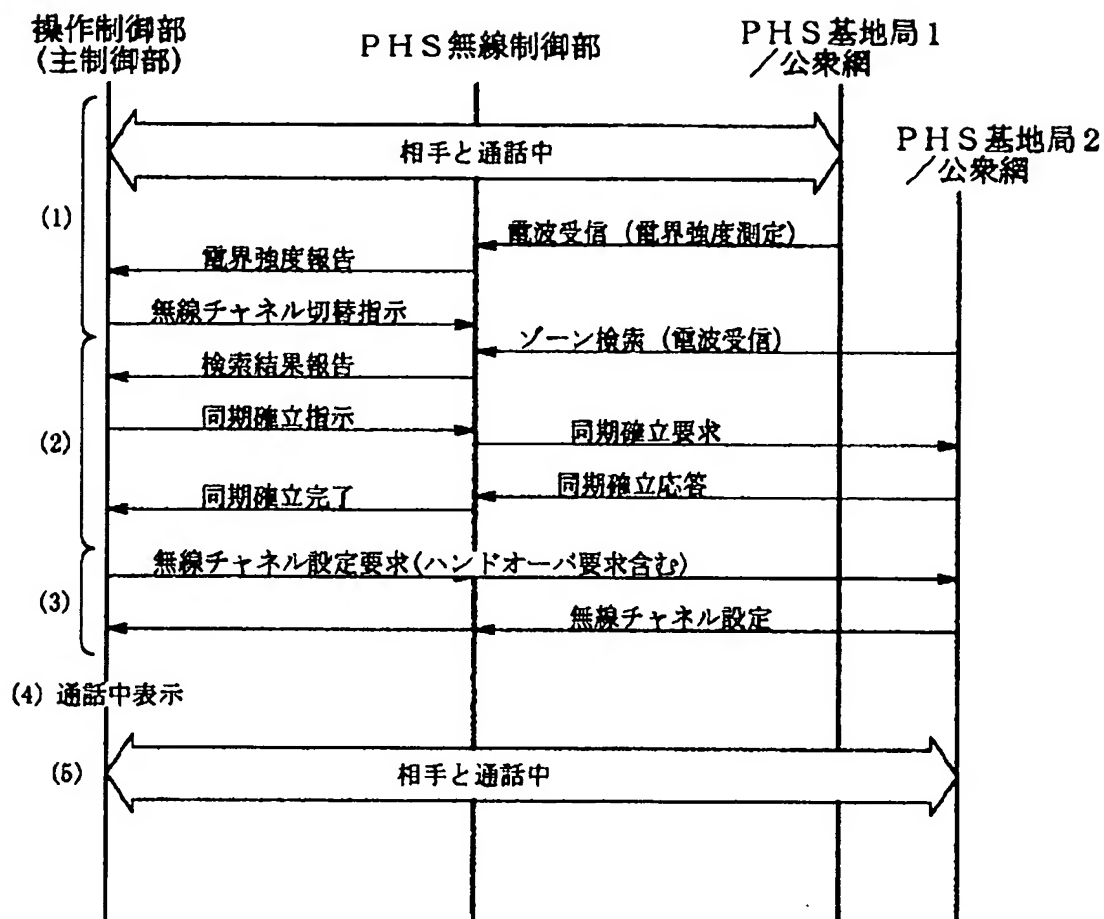 操作制御部
(主制御部)
PHS無線制御部
PHS基地局1
／公衆網
PHS基地局2
／公衆網
相手と通話中
(1)
電波受信(電界強度測定)
電界強度報告
無線チャネル切替指示
ゾーン検索(電波受信)
検索結果報告
同期確立指示
(2)
同期確立要求
同期確立応答
同期確立完了
無線チャネル設定要求(ハンドオーバ要求含む)
(3)
無線チャネル設定
(4) 通話中表示
(5)
相手と通話中